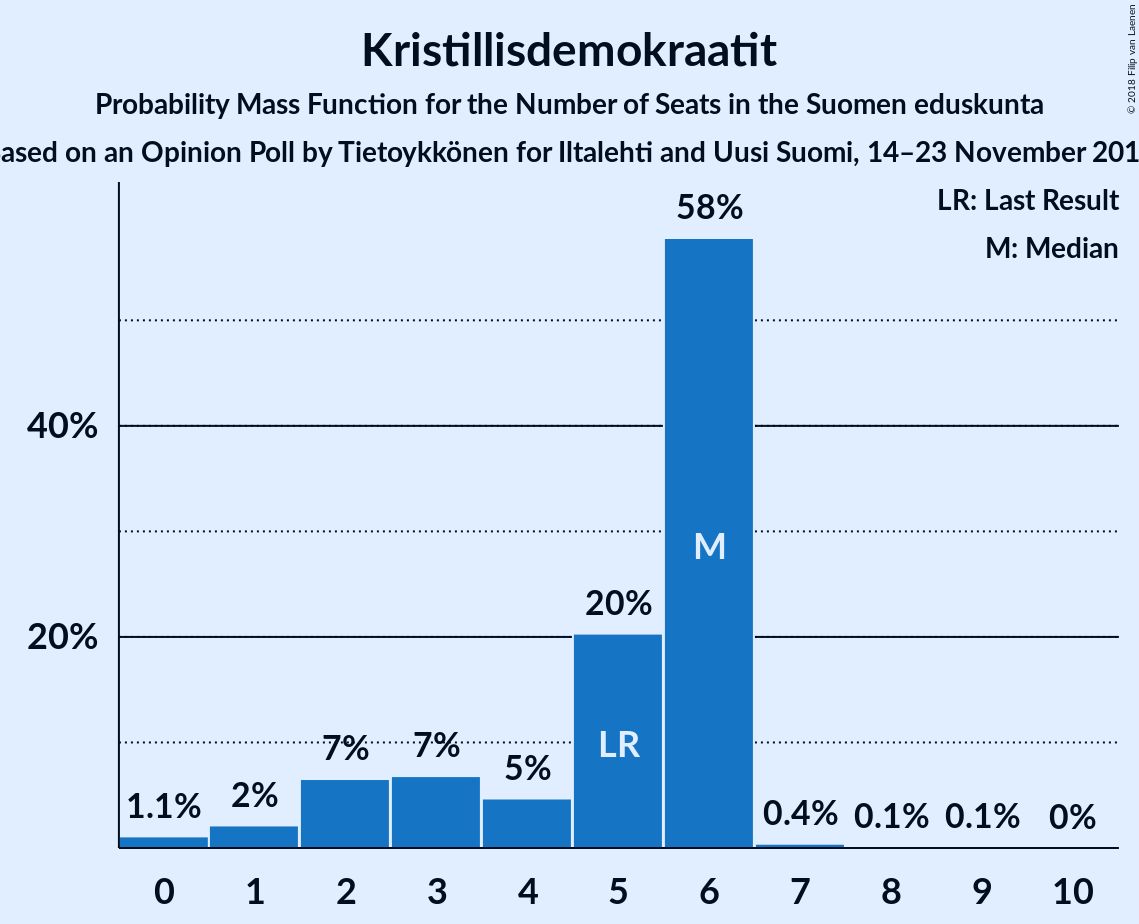 Kristillisdemokraatit
Probability Mass Function for the Number of Seats in the Suomen eduskunta
ased on an Opinion Poll by Tietoykkönen for Iltalehti and Uusi Suomi, 14–23 November 201
© 2018 Filip van Laenen
LR: Last Result
M: Median
58%
40%
M
20%
20%
LR
7%
7%
5%
2%
1.1%
0.4%
0.1%
0.1%
0%
0 1 2 3 4 5 6 7 8 9 10